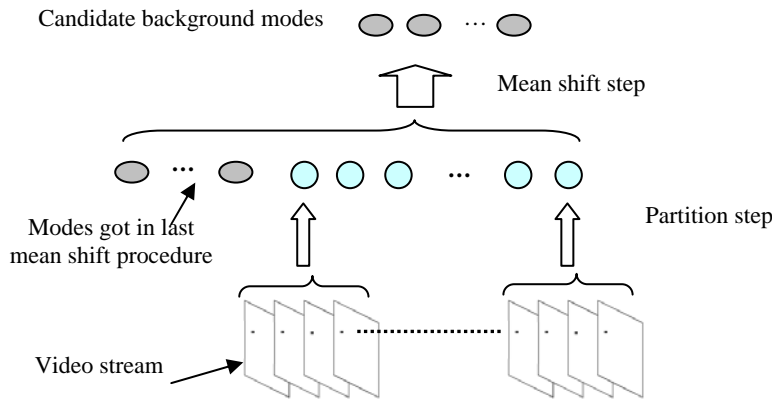 Candidate background modes
...
Mean shift step
...
...
Modes got in last
mean shift procedure
Partition step
Video stream